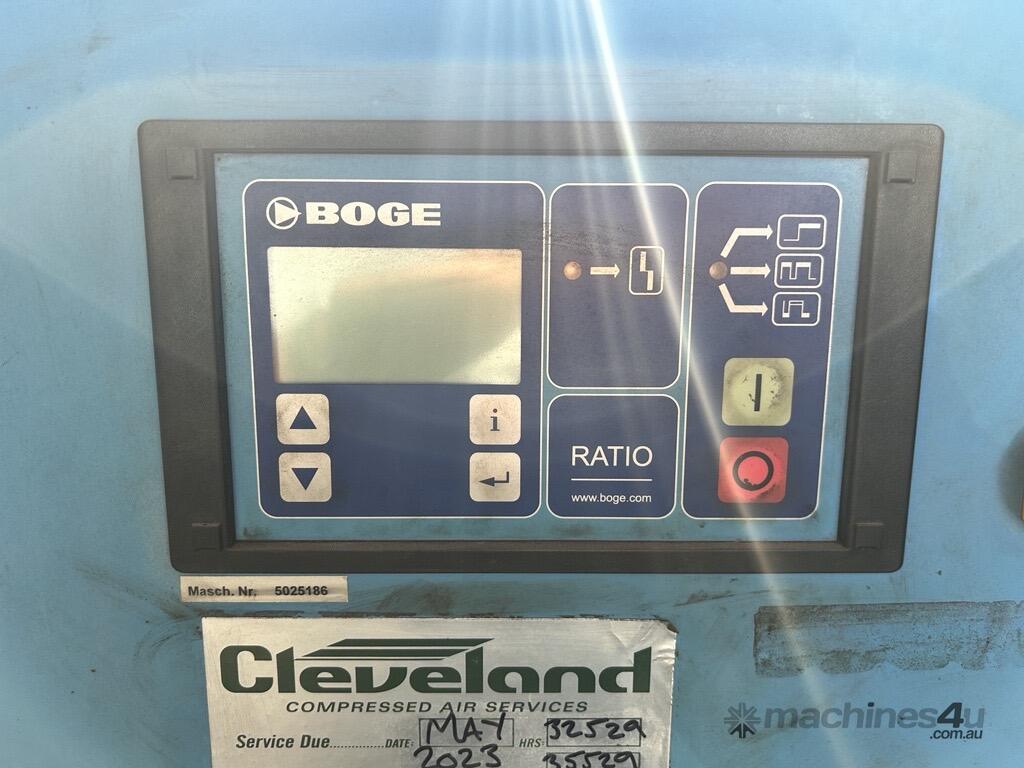 BOGE
i
RATIO
www.boge.com
Masch. Nr. 5025186
Cleveland
COMPRESSED AIR SERVICES
Service Due...............DATE: MAY HRS: 32529
2023 35529
machines4u
.com.au